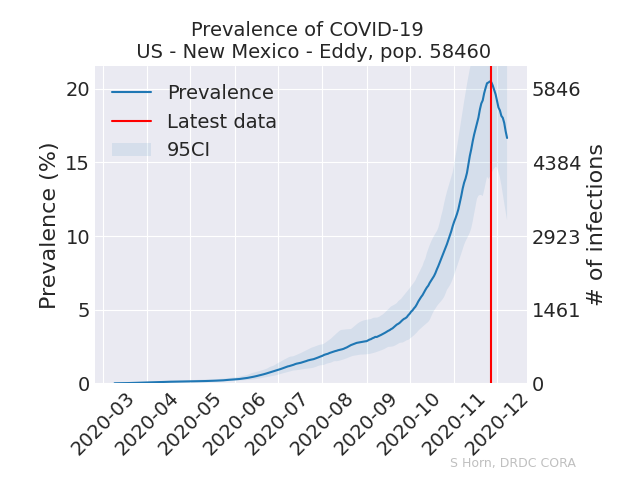 Prevalence of COVID-19
US - New Mexico - Eddy, pop. 58460
Prevalence
Latest data
95CI
Prevalence (%)
20
15
10
5
0
# of infections
5846
4384
2923
1461
0
2020-03
2020-04
2020-05
2020-06
2020-07
2020-08
2020-09
2020-10
2020-11
2020-12
S Horn, DRDC CORA